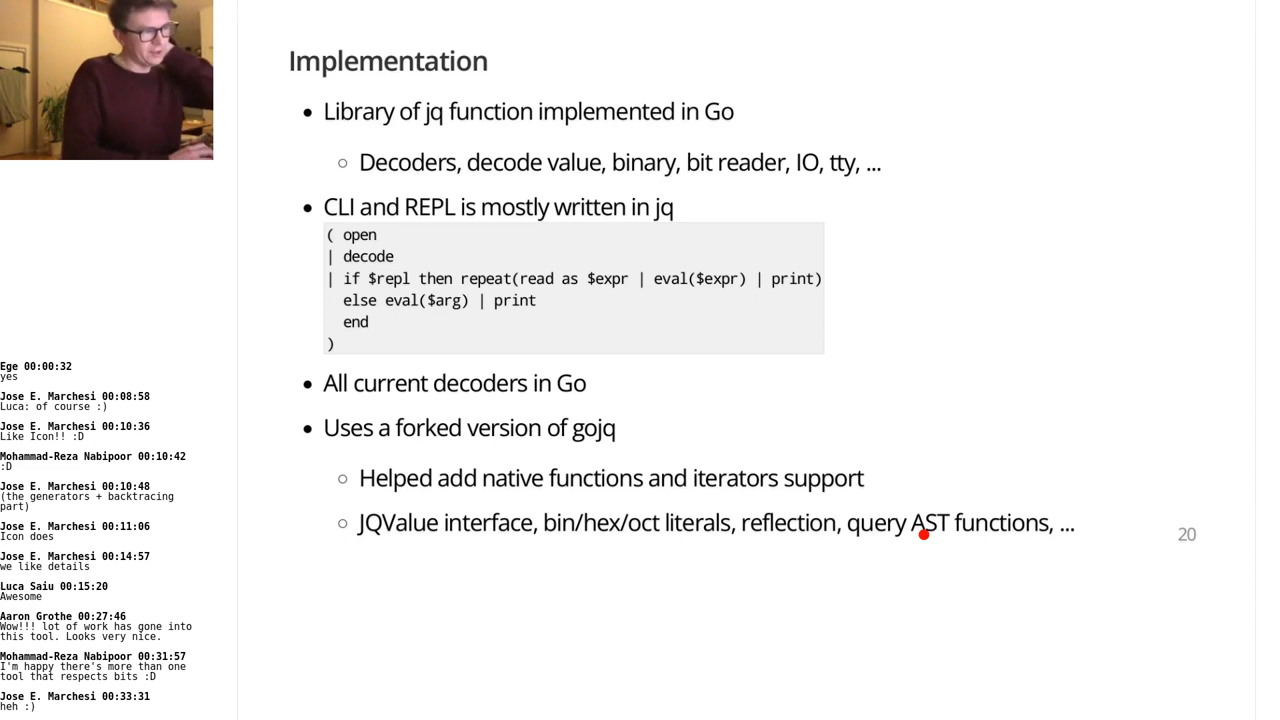 Implementation
• Library of jq function implemented in Go
○ Decoders, decode value, binary, bit reader, IO, tty, ...
• CLI and REPL is mostly written in jq
( open
| decode
| if $repl then repeat(read as $expr | eval($expr) | print)
  else eval($arg) | print
  end
)
• All current decoders in Go
• Uses a forked version of gojq
○ Helped add native functions and iterators support
○ JQValue interface, bin/hex/oct literals, reflection, query AST functions, ...
20
Ege 00:00:32
yes
Jose E. Marchesi 00:08:58
Luca: of course :)
Jose E. Marchesi 00:10:36
Like Icon!! :D
Mohammad-Reza Nabipoor 00:10:42
:D
Jose E. Marchesi 00:10:48
(the generators + backtracing
part)
Jose E. Marchesi 00:11:06
Icon does
Jose E. Marchesi 00:14:57
we like details
Luca Saiu 00:15:20
Awesome
Aaron Grothe 00:27:46
Wow!!! lot of work has gone into
this tool. Looks very nice.
Mohammad-Reza Nabipoor 00:31:57
I'm happy there's more than one
tool that respects bits :D
Jose E. Marchesi 00:33:31
heh :)